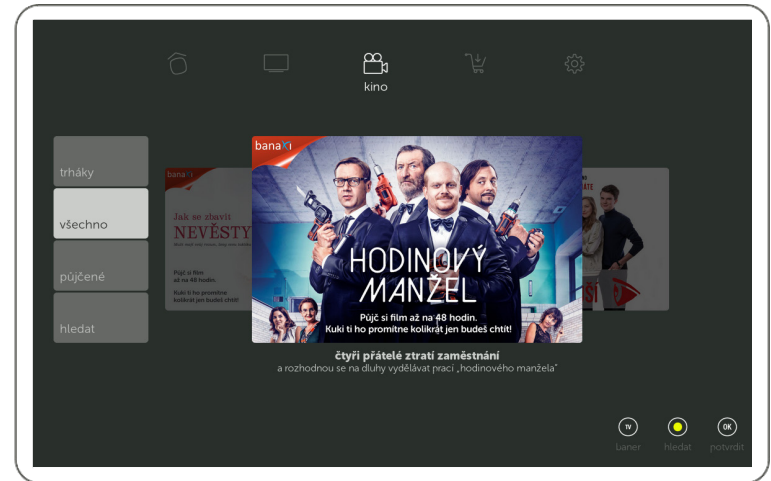 kino
trháky
všechno
půjčené
hledat
banaXi
Jak se zbavit
NEVĚSTY
Půjč si film
až na 48 hodin.
Kuki ti ho promítne
kolikrát jen budeš chtít!
banaXi
HODINOVÝ
MANŽEL
Půjč si film až na 48 hodin.
Kuki ti ho promítne kolikrát jen budeš chtít!
čtyři přátelé ztratí zaměstnání
a rozhodnou se na dluhy vydělávat prací „hodinového manžela“
TV
OK
hledat
potvrdit